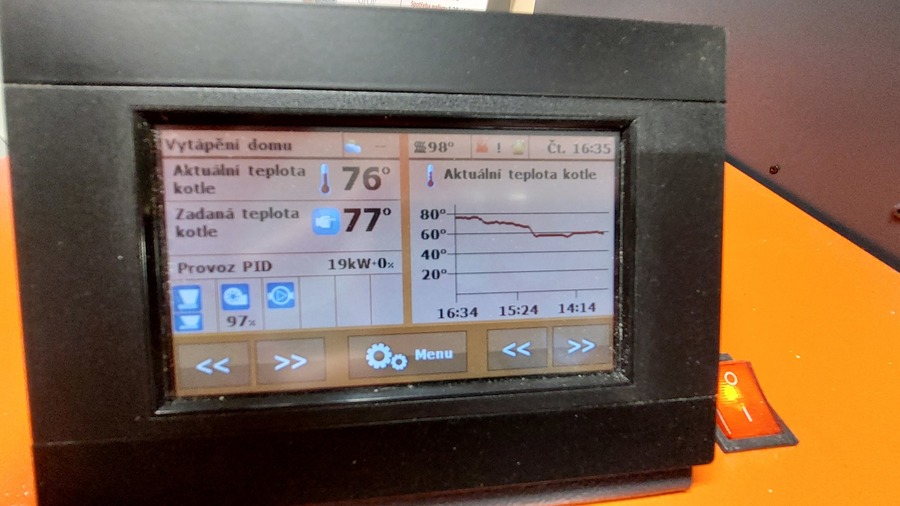 Vytápění domu
--
98°
!
Čt. 16:35
Aktuální teplota
kotle
76°
Zadaná teplota
kotle
77°
Provoz PID
19kW+0%
97%
Aktuální teplota kotle
80°
60°
40°
20°
16:34
15:24
14:14
<<
>>
Menu
<<
>>